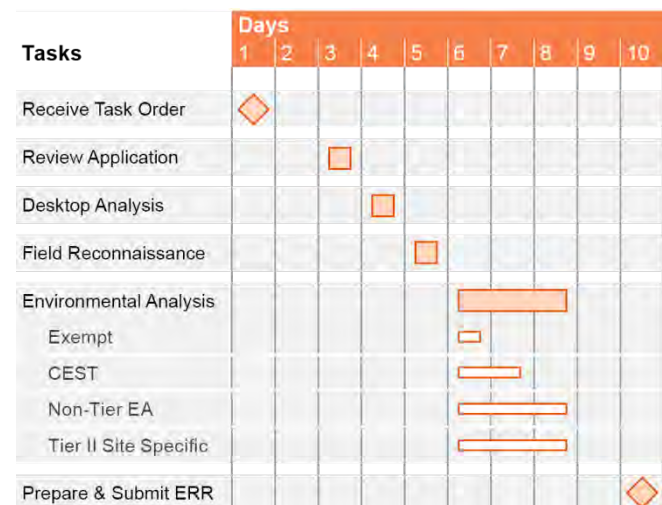 Days
Tasks 1 2 3 4 5 6 7 8 9 10
Receive Task Order
Review Application
Desktop Analysis
Field Reconnaissance
Environmental Analysis
Exempt
CEST
Non-Tier EA
Tier II Site Specific
Prepare & Submit ERR